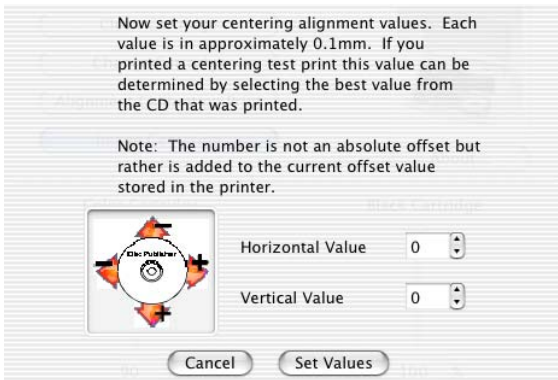 Now set your centering alignment values.  Each
value is in approximately 0.1mm.  If you
printed a centering test print this value can be
determined by selecting the best value from
the CD that was printed.
Note:  The number is not an absolute offset but
rather is added to the current offset value
stored in the printer.
Black Cartridge
−
Disc Publisher
− +
+
Horizontal Value 0
Vertical Value 0
Cancel Set Values
100 %